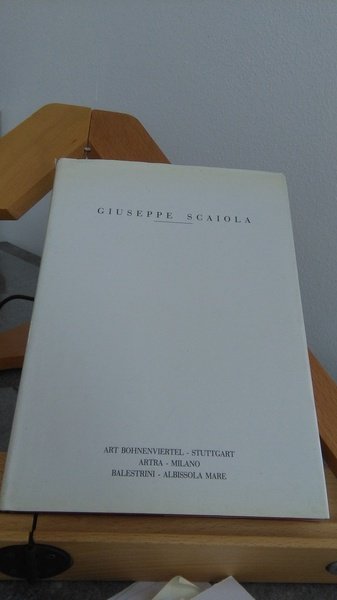 GIUSEPPE SCAIOLA
ART BOHNENVIERTEL - STUTTGART
ARTRA - MILANO
BALESTRINI - ALBISSOLA MARE